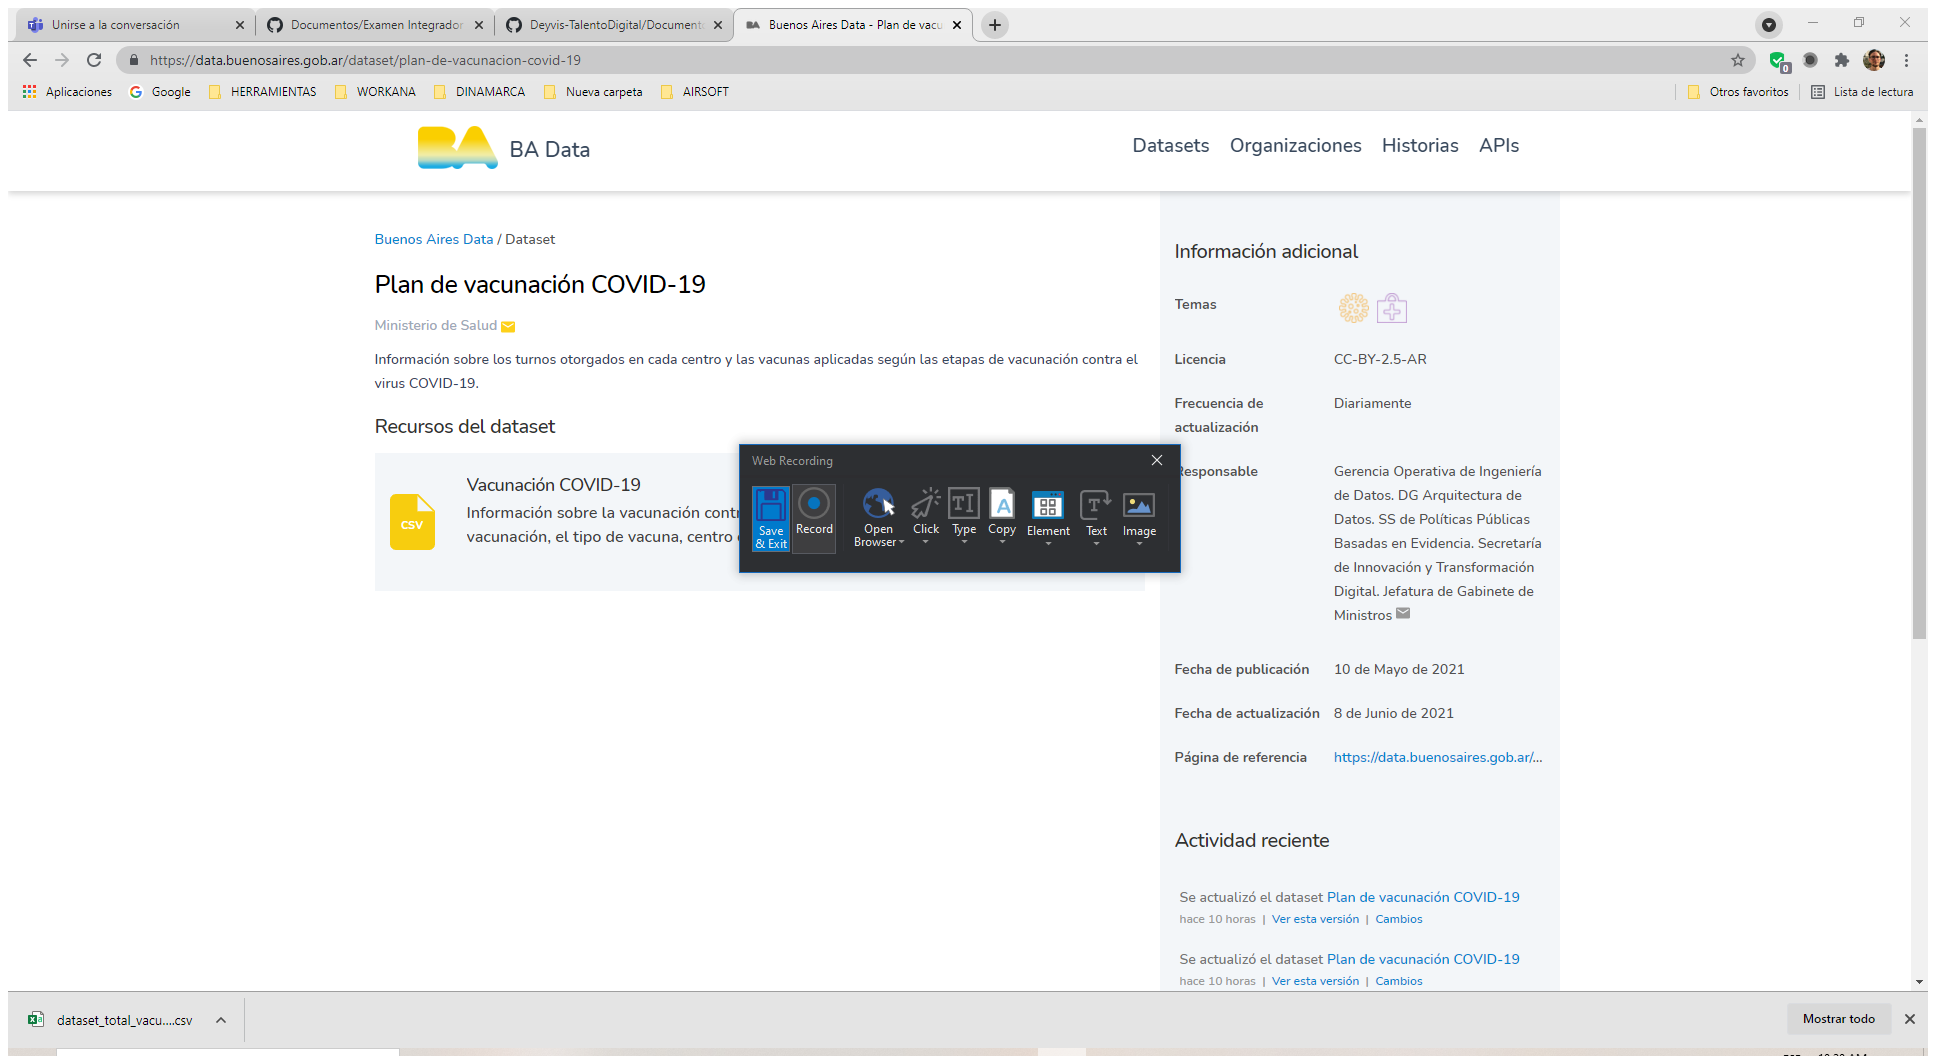 Unirse a la conversación
Documentos/Examen Integrador
Deyvis-TalentoDigital/Document
BA Buenos Aires Data - Plan de vacu
https://data.buenosaires.gob.ar/dataset/plan-de-vacunacion-covid-19
0
Aplicaciones
Google
HERRAMIENTAS
WORKANA
DINAMARCA
Nueva carpeta
AIRSOFT
Otros favoritos
Lista de lectura
BA
BA Data
Datasets
Organizaciones
Historias
APIs
Buenos Aires Data / Dataset
Plan de vacunación COVID-19
Ministerio de Salud
Información sobre los turnos otorgados en cada centro y las vacunas aplicadas según las etapas de vacunación contra el
virus COVID-19.
Recursos del dataset
CSV
Vacunación COVID-19
Información sobre la vacunación contr
vacunación, el tipo de vacuna, centro
Web Recording
Save
& Exit
Record
Open
Browser
Click
Type
Copy
Element
Text
Image
Información adicional
Temas
Licencia
CC-BY-2.5-AR
Frecuencia de
actualización
Diariamente
Responsable
Gerencia Operativa de Ingeniería
de Datos. DG Arquitectura de
Datos. SS de Políticas Públicas
Basadas en Evidencia. Secretaría
de Innovación y Transformación
Digital. Jefatura de Gabinete de
Ministros
Fecha de publicación
10 de Mayo de 2021
Fecha de actualización
8 de Junio de 2021
Página de referencia
https://data.buenosaires.gob.ar/...
Actividad reciente
Se actualizó el dataset Plan de vacunación COVID-19
hace 10 horas | Ver esta versión | Cambios
Se actualizó el dataset Plan de vacunación COVID-19
hace 10 horas | Ver esta versión | Cambios
dataset_total_vacu....csv
Mostrar todo